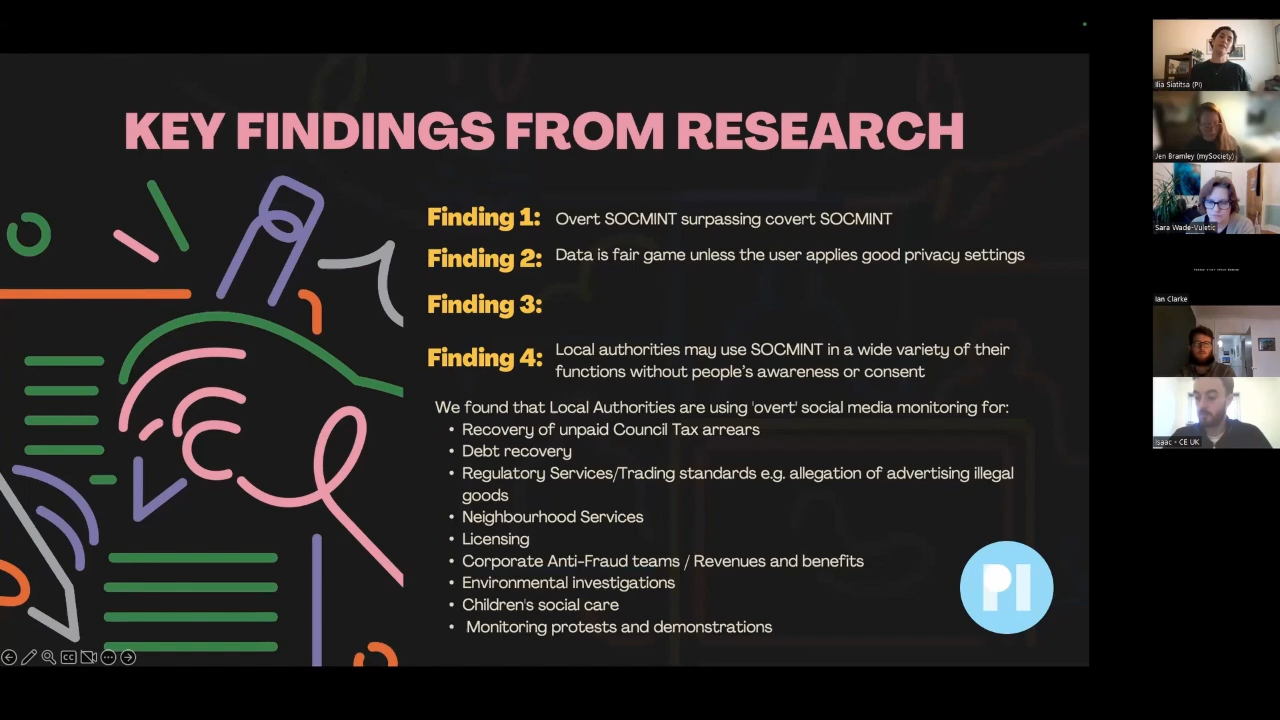 KEY FINDINGS FROM RESEARCH
Finding 1: Overt SOCMINT surpassing covert SOCMINT
Finding 2: Data is fair game unless the user applies good privacy settings
Finding 3:
Finding 4: Local authorities may use SOCMINT in a wide variety of their
functions without people's awareness or consent
We found that Local Authorities are using 'overt' social media monitoring for:
• Recovery of unpaid Council Tax arrears
• Debt recovery
• Regulatory Services/Trading standards e.g. allegation of advertising illegal
goods
• Neighbourhood Services
• Licensing
• Corporate Anti-Fraud teams / Revenues and benefits
• Environmental investigations
• Children's social care
• Monitoring protests and demonstrations
PI
CC
Ilia Siatitsa (PI)
Jen Bramley (mySociety)
Sara Wade-Vuletic
Ian Clarke
Isaac - CE UK